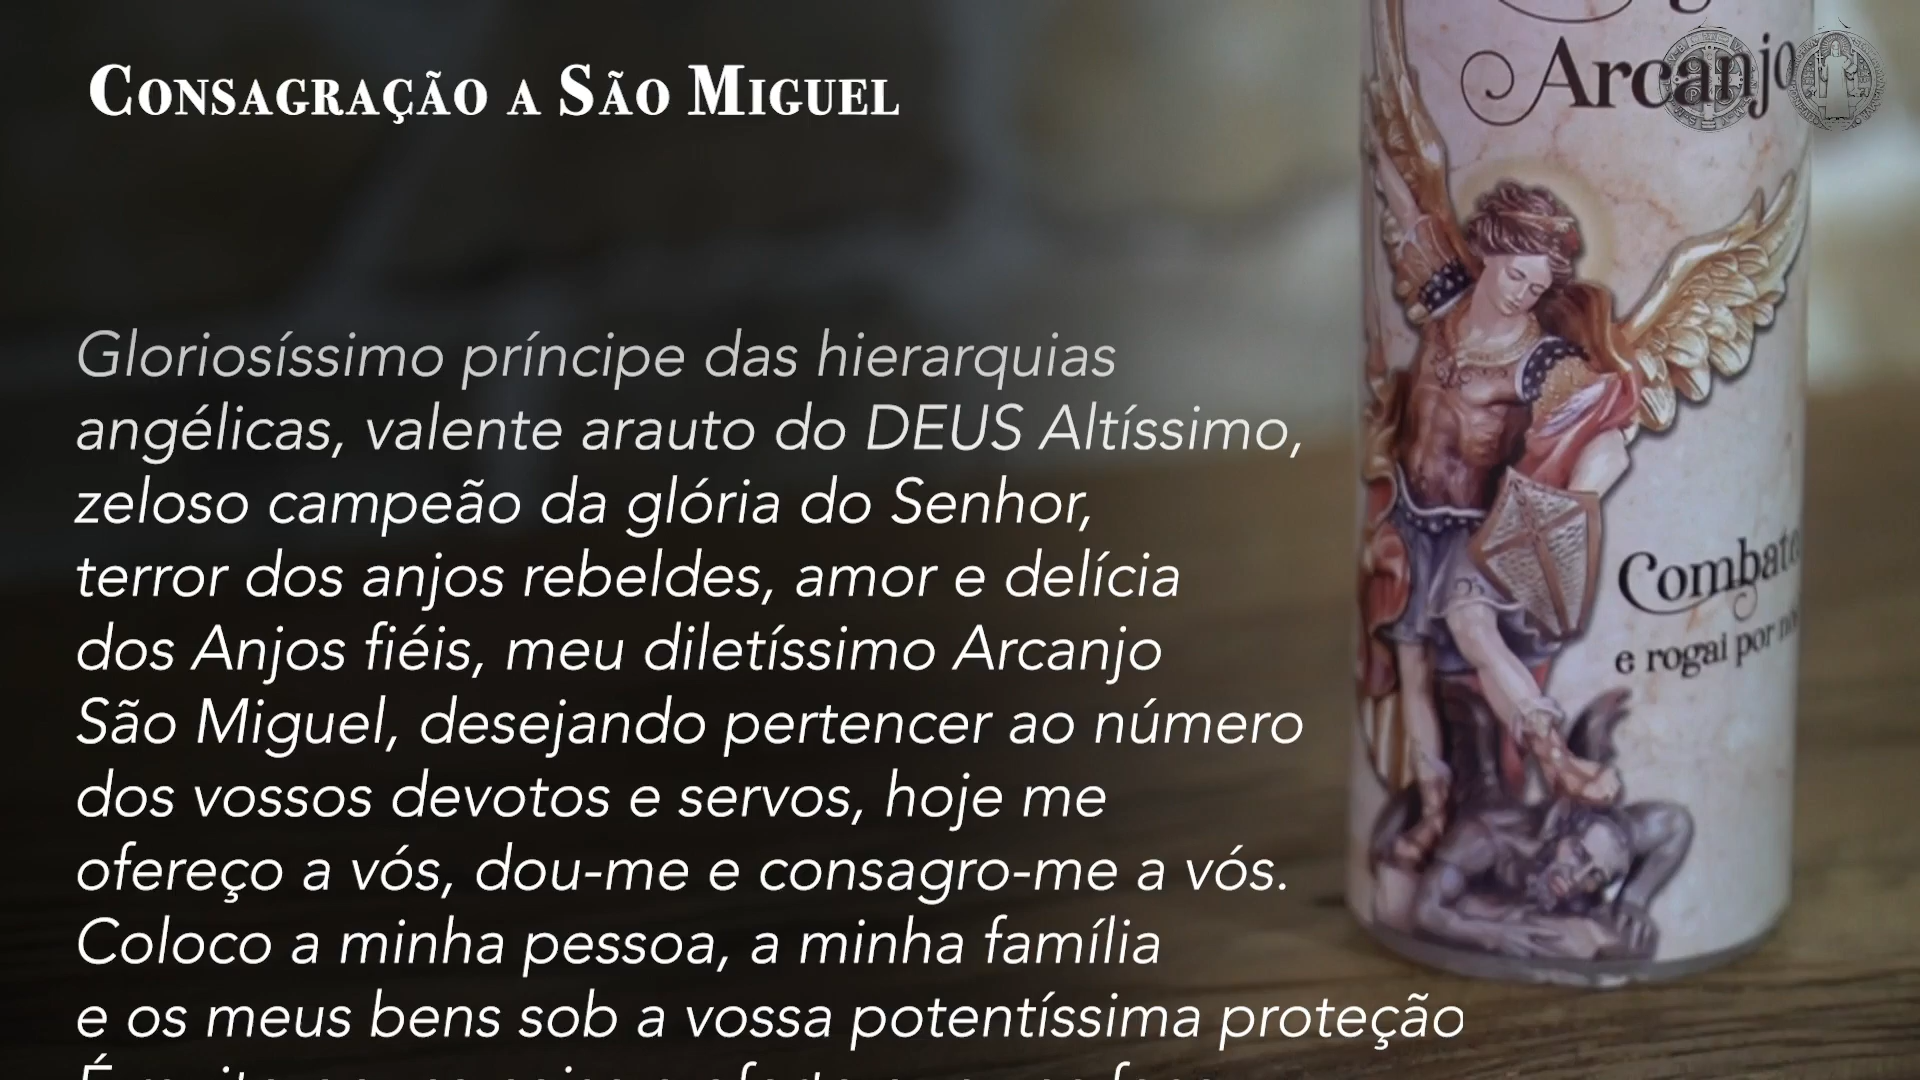 Consagração a São Miguel
Gloriosíssimo príncipe das hierarquias
angélicas, valente arauto do DEUS Altíssimo,
zeloso campeão da glória do Senhor,
terror dos anjos rebeldes, amor e delícia
dos Anjos fiéis, meu diletíssimo Arcanjo
São Miguel, desejando pertencer ao número
dos vossos devotos e servos, hoje me
ofereço a vós, dou-me e consagro-me a vós.
Coloco a minha pessoa, a minha família
e os meus bens sob a vossa potentíssima proteção
Arcanjo
e rogai por